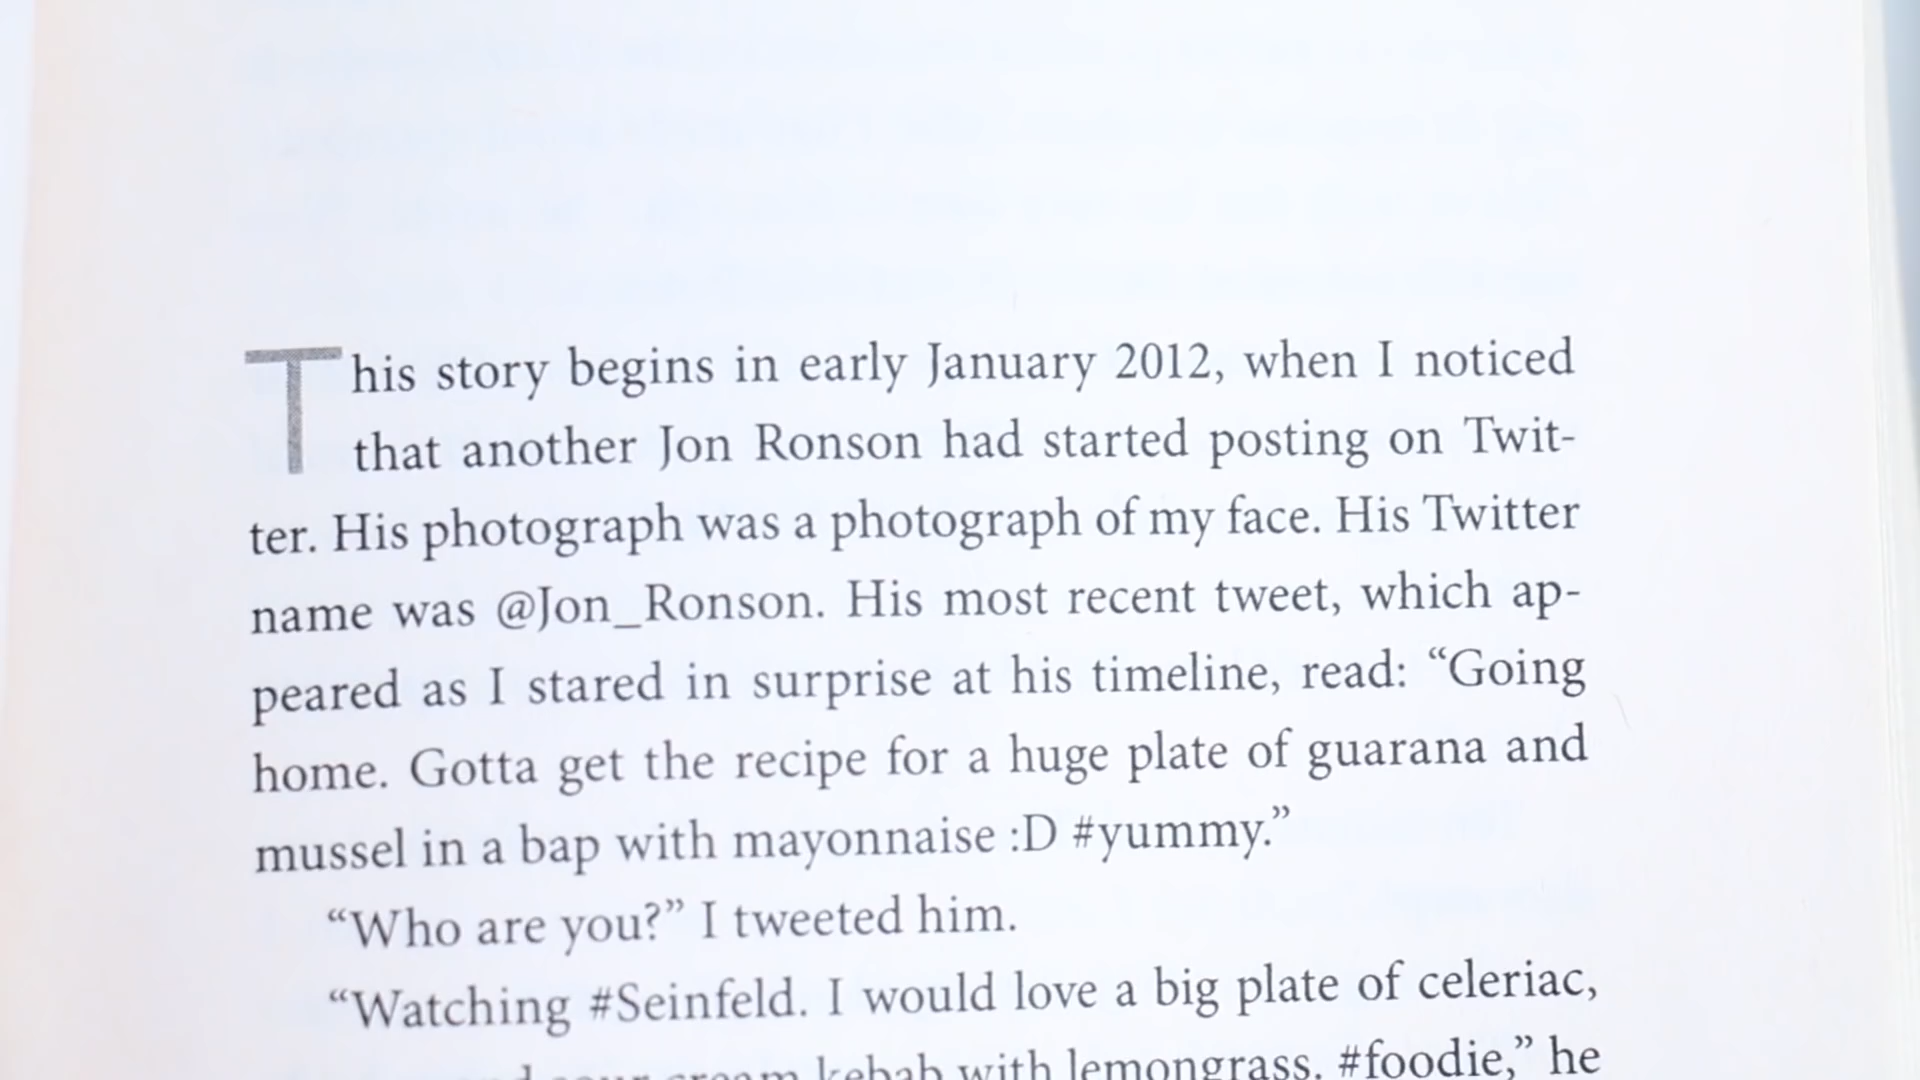 This story begins in early January 2012, when I noticed
that another Jon Ronson had started posting on Twit-
ter. His photograph was a photograph of my face. His Twitter
name was @Jon_Ronson. His most recent tweet, which ap-
peared as I stared in surprise at his timeline, read: “Going
home. Gotta get the recipe for a huge plate of guarana and
mussel in a bap with mayonnaise :D #yummy.”
“Who are you?” I tweeted him.
“Watching #Seinfeld. I would love a big plate of celeriac,
sour cream kebab with lemongrass. #foodie,” he